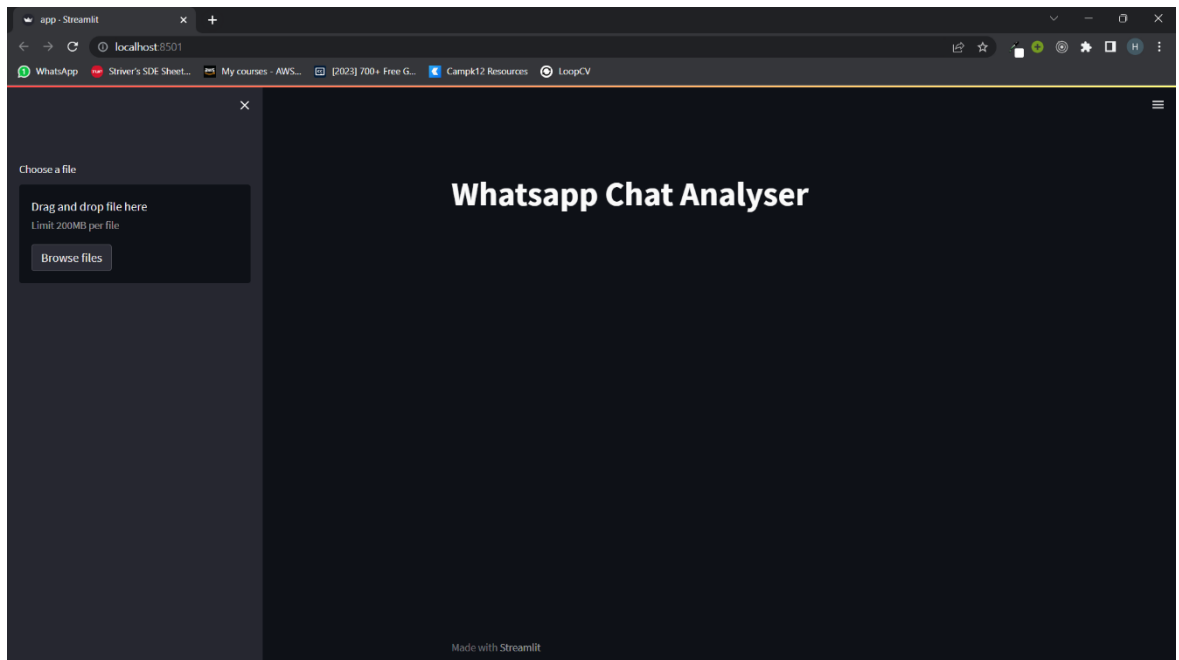 app - Streamlit
localhost:8501
WhatsApp Striver's SDE Sheet... My courses - AWS... [2023] 700+ Free G... Campk12 Resources LoopCV
H
Choose a file
Drag and drop file here
Limit 200MB per file
Browse files
Whatsapp Chat Analyser
Made with Streamlit